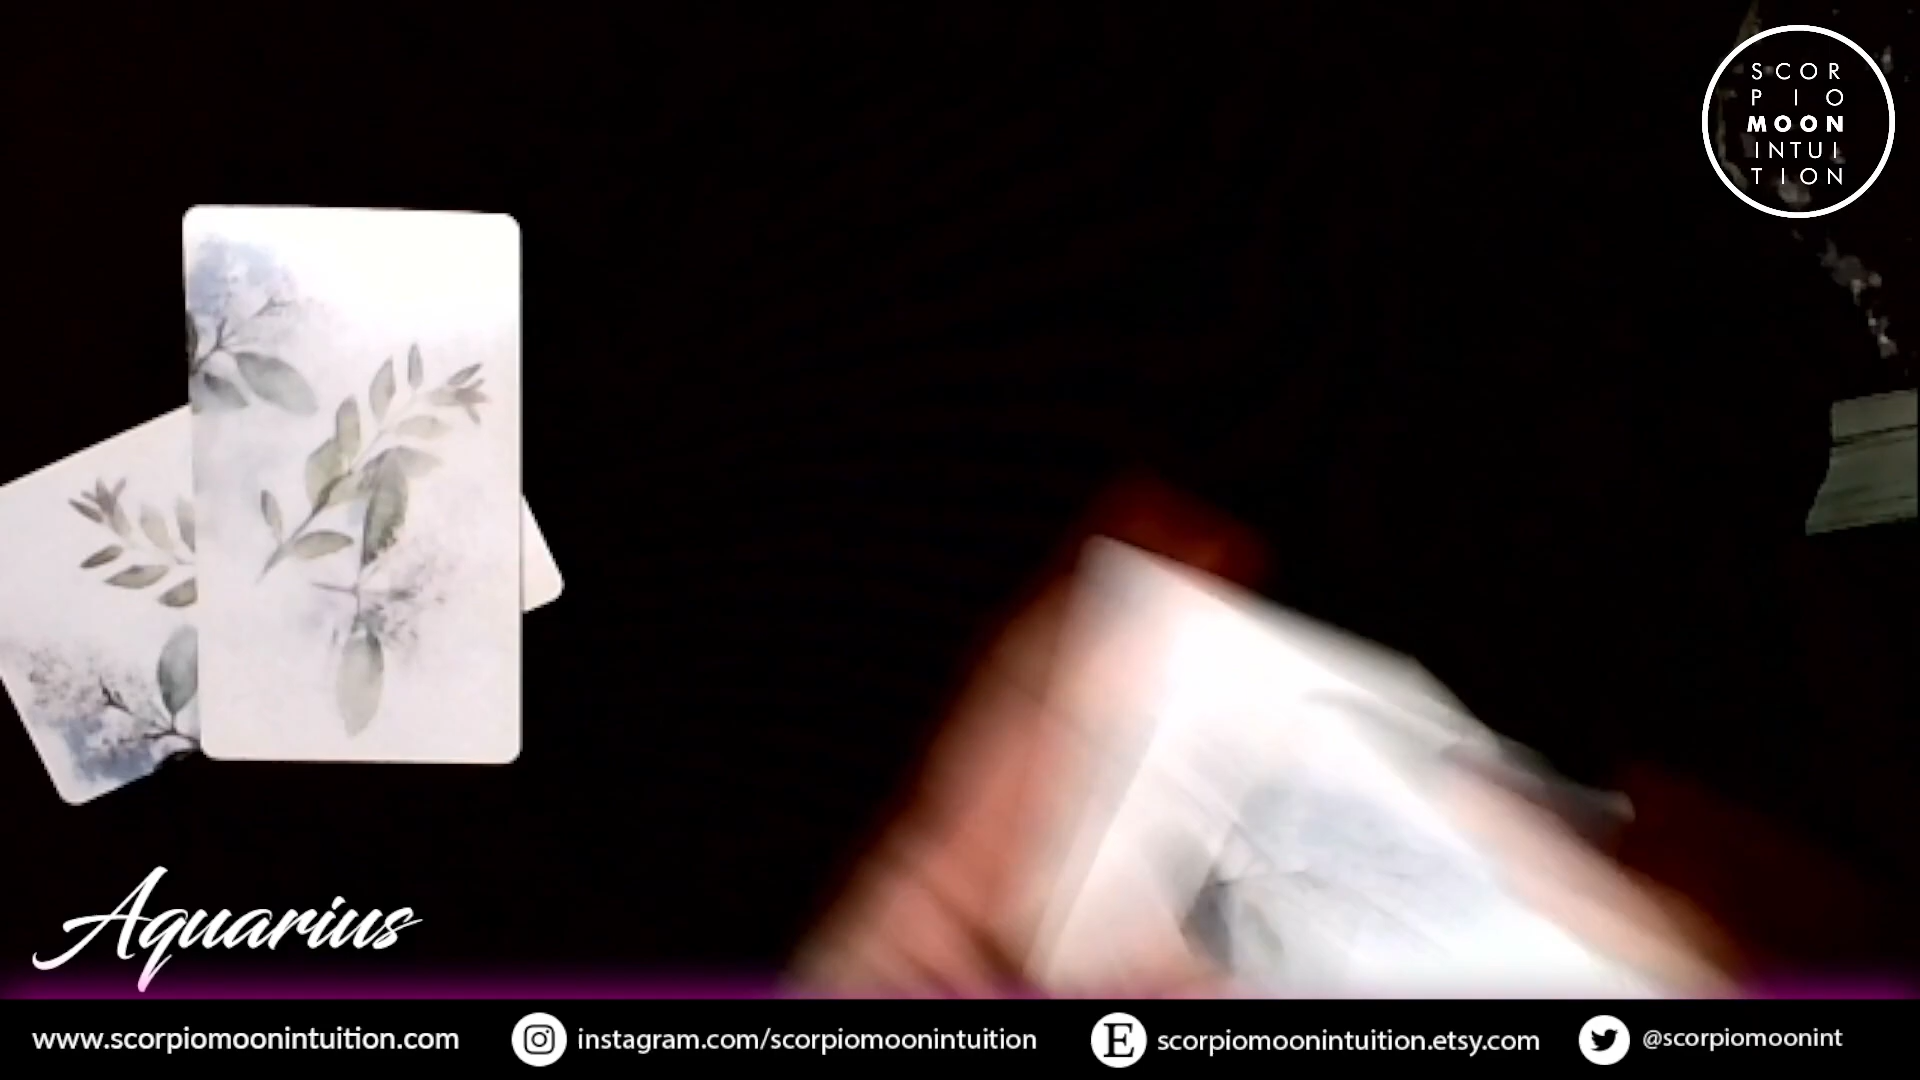 SCOR
PIO
MOON
INTUI
TION
Aquarius
www.scorpiomoonintuition.com
instagram.com/scorpiomoonintuition
E scorpiomoonintuition.etsy.com
@scorpiomoonint